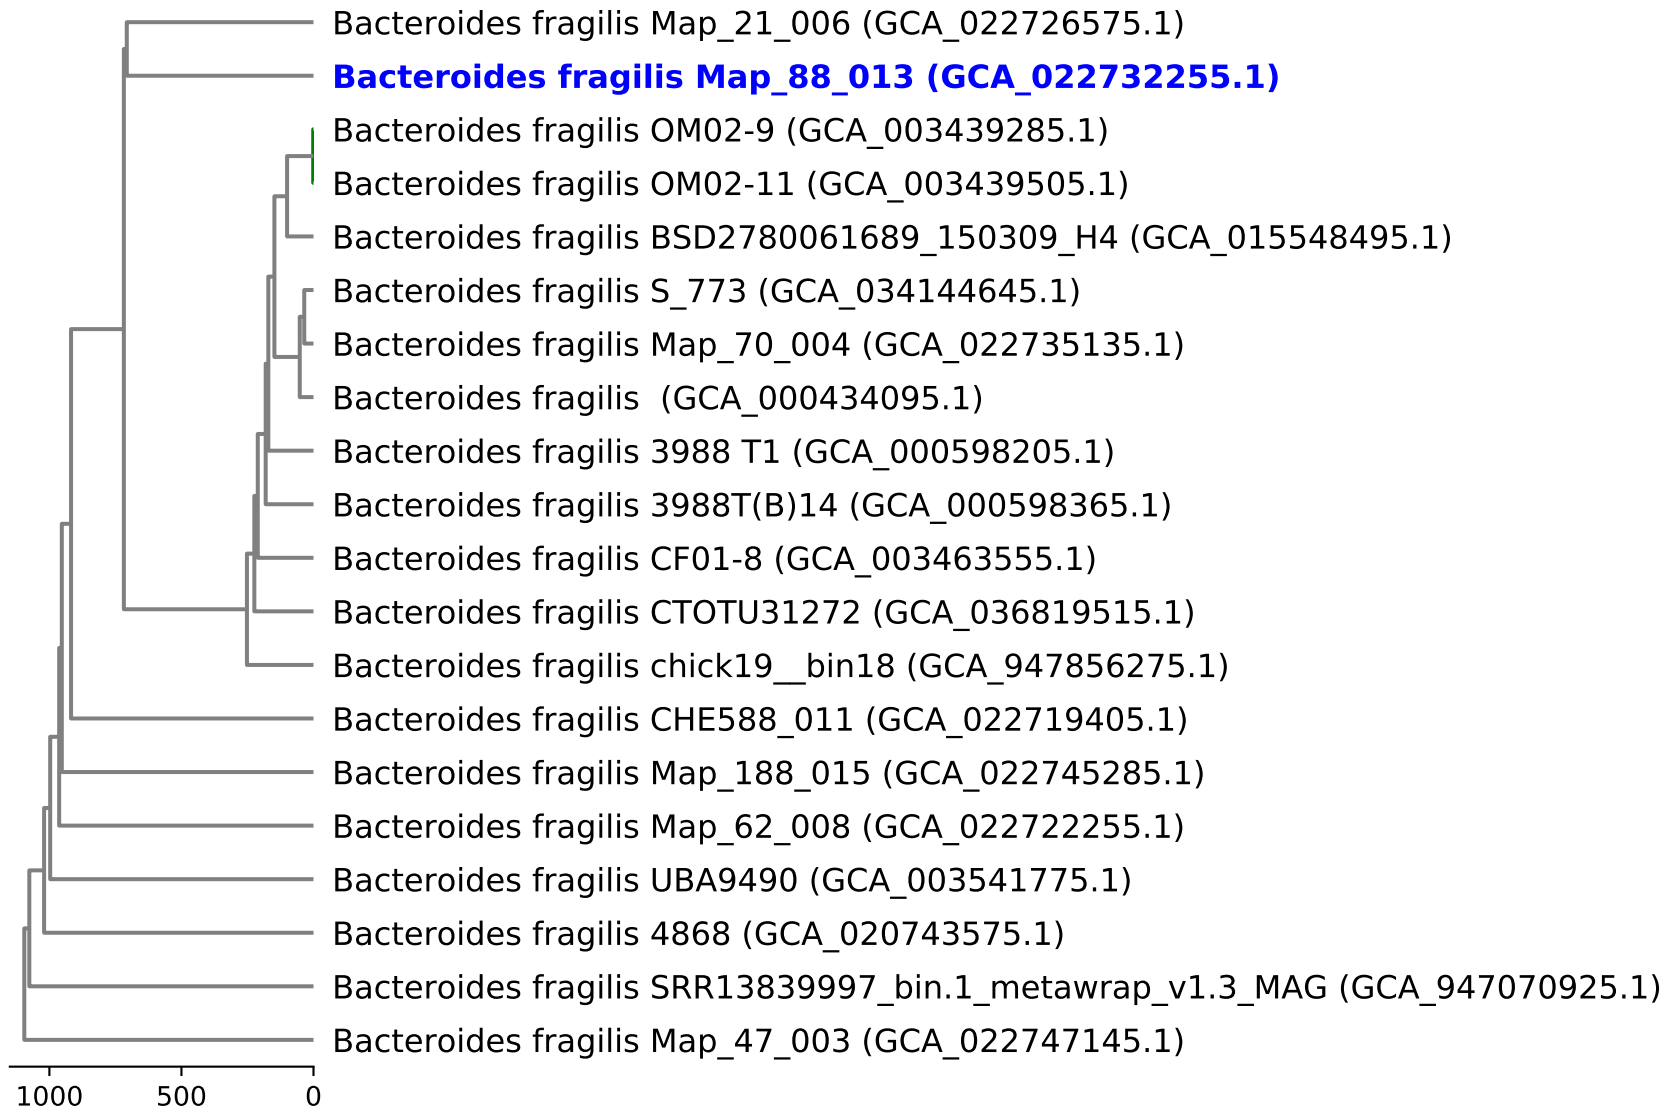 Bacteroides fragilis Map_21_006 (GCA_022726575.1)
Bacteroides fragilis Map_88_013 (GCA_022732255.1)
Bacteroides fragilis OM02-9 (GCA_003439285.1)
Bacteroides fragilis OM02-11 (GCA_003439505.1)
Bacteroides fragilis BSD2780061689_150309_H4 (GCA_015548495.1)
Bacteroides fragilis S_773 (GCA_034144645.1)
Bacteroides fragilis Map_70_004 (GCA_022735135.1)
Bacteroides fragilis  (GCA_000434095.1)
Bacteroides fragilis 3988 T1 (GCA_000598205.1)
Bacteroides fragilis 3988T(B)14 (GCA_000598365.1)
Bacteroides fragilis CF01-8 (GCA_003463555.1)
Bacteroides fragilis CTOTU31272 (GCA_036819515.1)
Bacteroides fragilis chick19__bin18 (GCA_947856275.1)
Bacteroides fragilis CHE588_011 (GCA_022719405.1)
Bacteroides fragilis Map_188_015 (GCA_022745285.1)
Bacteroides fragilis Map_62_008 (GCA_022722255.1)
Bacteroides fragilis UBA9490 (GCA_003541775.1)
Bacteroides fragilis 4868 (GCA_020743575.1)
Bacteroides fragilis SRR13839997_bin.1_metawrap_v1.3_MAG (GCA_947070925.1)
Bacteroides fragilis Map_47_003 (GCA_022747145.1)
1000 500 0